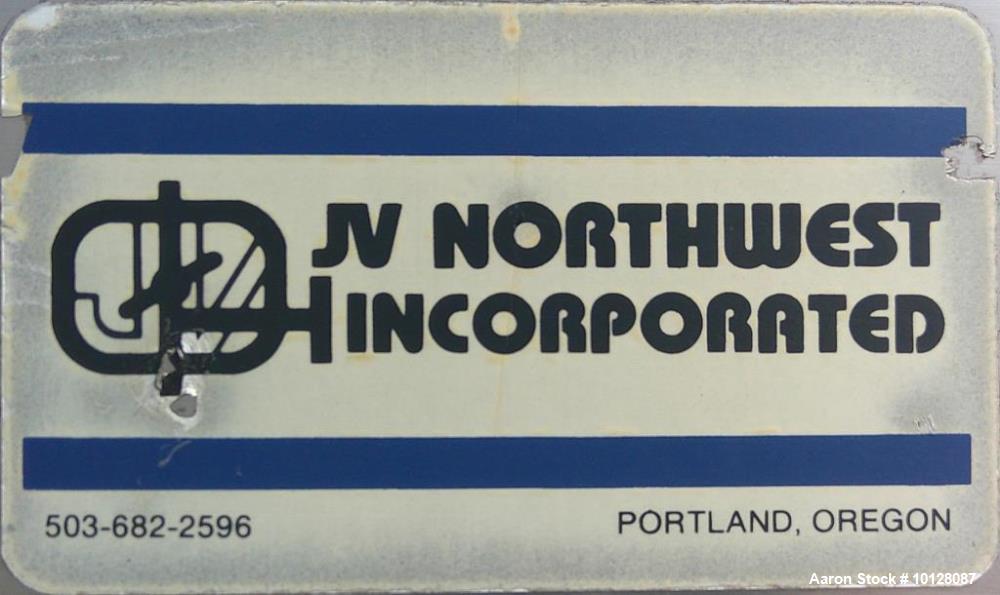 JV NORTHWEST
INCORPORATED
503-682-2596
PORTLAND, OREGON
Aaron Stock # 10128087